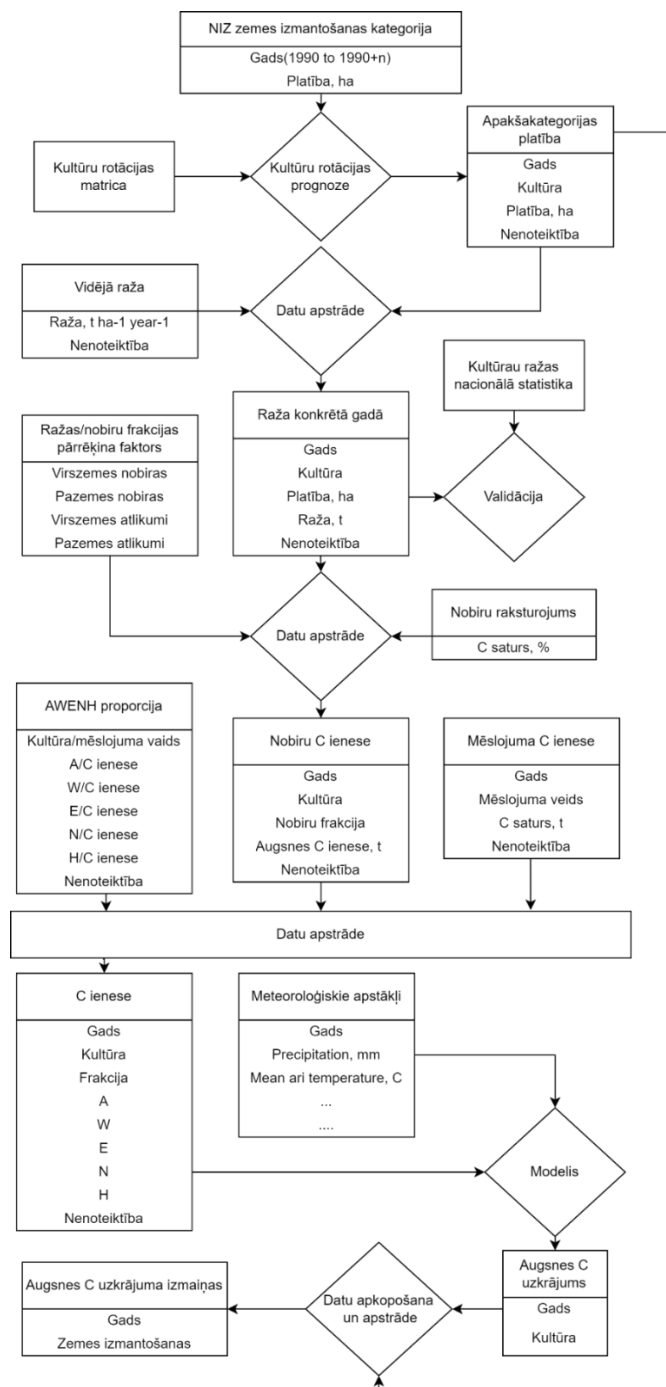 NIZ zemes izmantošanas kategorija
Gads(1990 to 1990+n)
Platība, ha
Kultūru rotācijas
matrica
Kultūru rotācijas
prognoze
Apakškategorijas
platība
Gads
Kultūra
Platība, ha
Nenoteiktība
Vidējā raža
Raža, t ha-1 year-1
Nenoteiktība
Datu apstrāde
Kultūrau ražas
nacionālā statistika
Ražas/nobiru frakcijas
pārrēķina faktors
Virszemes nobiras
Pazemes nobiras
Virszemes atlikumi
Pazemes atlikumi
Raža konkrētā gadā
Gads
Kultūra
Platība, ha
Raža, t
Nenoteiktība
Validācija
Datu apstrāde
Nobiru raksturojums
C saturs, %
AWENH proporcija
Kultūra/mēslojuma vaids
A/C ienese
W/C ienese
E/C ienese
N/C ienese
H/C ienese
Nenoteiktība
Nobiru C ienese
Gads
Kultūra
Nobiru frakcija
Augsnes C ienese, t
Nenoteiktība
Mēslojuma C ienese
Gads
Mēslojuma veids
C saturs, t
Nenoteiktība
Datu apstrāde
C ienese
Gads
Kultūra
Frakcija
A
W
E
N
H
Nenoteiktība
Meteoroloģiskie apstākļi
Gads
Precipitation, mm
Mean ari temperature, C
...
....
Modelis
Augsnes C uzkrājuma izmaiņas
Gads
Zemes izmantošanas
Datu apkopošana
un apstrāde
Augsnes C
uzkrājums
Gads
Kultūra